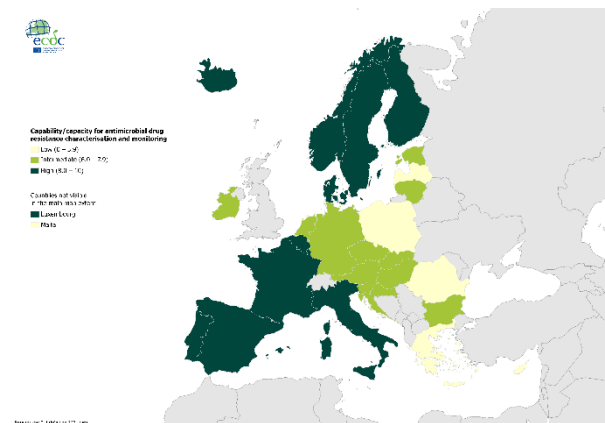 ecdc
Capability/capacity for antimicrobial drug
resistance characterisation and monitoring
Low (0 – 5.9)
Intermediate (6.0 – 7.9)
High (8.0 – 10)
Countries not visible
in the main map extent
Luxembourg
Malta